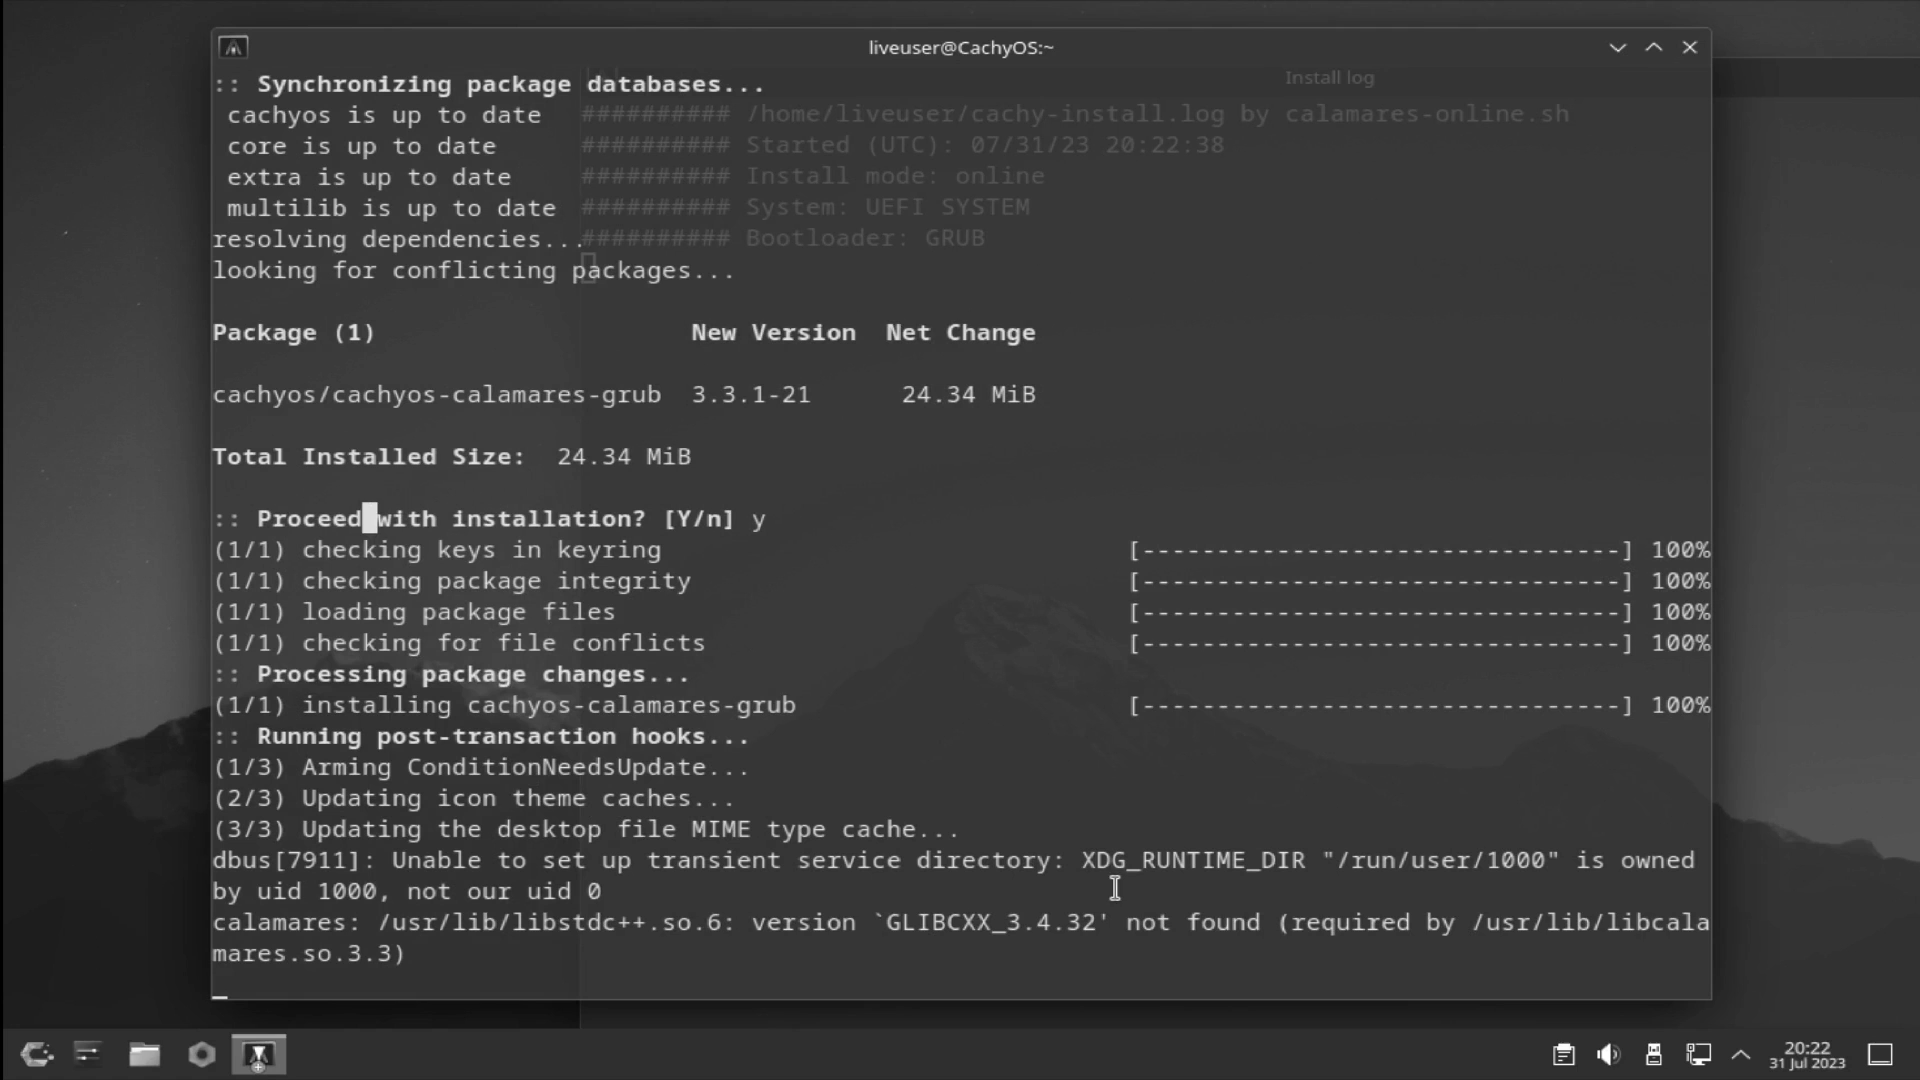 liveuser@CachyOS:~
:: Synchronizing package databases...
Install log
cachyos is up to date
########## /home/liveuser/cachy-install.log by calamares-online.sh
core is up to date
########## Started (UTC): 07/31/23 20:22:38
extra is up to date
########## Install mode: online
multilib is up to date
########## System: UEFI SYSTEM
resolving dependencies...
########## Bootloader: GRUB
looking for conflicting packages...
Package (1) New Version Net Change
cachyos/cachyos-calamares-grub 3.3.1-21 24.34 MiB
Total Installed Size: 24.34 MiB
:: Proceed with installation? [Y/n] y
(1/1) checking keys in keyring [--------------------------------] 100%
(1/1) checking package integrity [--------------------------------] 100%
(1/1) loading package files [--------------------------------] 100%
(1/1) checking for file conflicts [--------------------------------] 100%
:: Processing package changes...
(1/1) installing cachyos-calamares-grub [--------------------------------] 100%
:: Running post-transaction hooks...
(1/3) Arming ConditionNeedsUpdate...
(2/3) Updating icon theme caches...
(3/3) Updating the desktop file MIME type cache...
dbus[7911]: Unable to set up transient service directory: XDG_RUNTIME_DIR "/run/user/1000" is owned
by uid 1000, not our uid 0
calamares: /usr/lib/libstdc++.so.6: version `GLIBCXX_3.4.32' not found (required by /usr/lib/libcala
mares.so.3.3)
20:22
31 Jul 2023